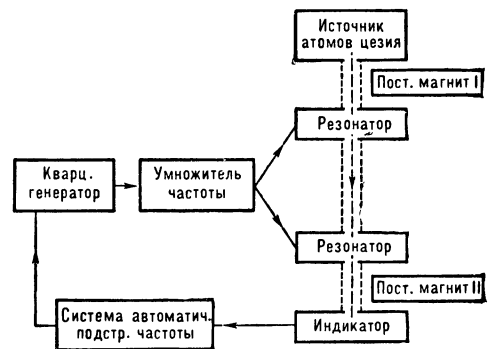 Источник
атомов цезия
Пост. магнит I
Резонатор
Кварц.
генератор
Умножитель
частоты
Резонатор
Пост. магнит II
Система автоматич.
подстр. частоты
Индикатор